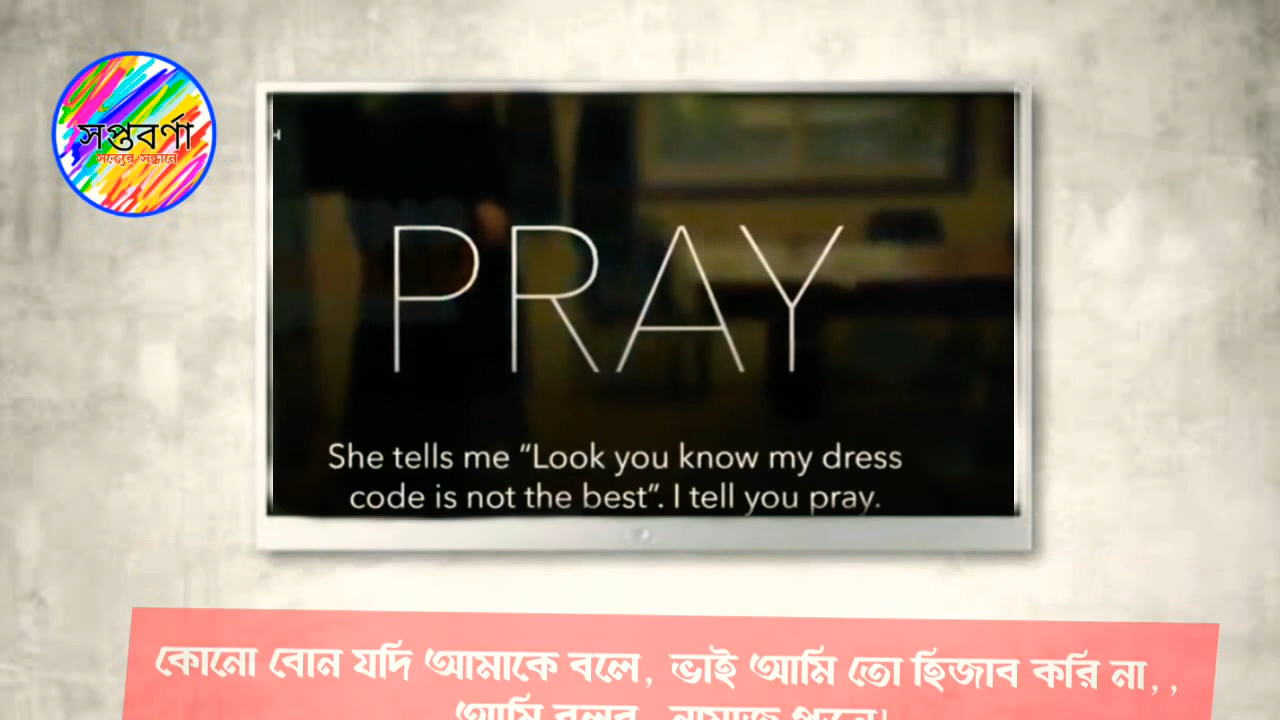 সপ্তবর্ণা
সত্যের সন্ধানে
PRAY
She tells me “Look you know my dress
code is not the best”. I tell you pray.
কোনো বোন যদি আমাকে বলে, ভাই আমি তো হিজাব করি না,,
আমি বলব, নামাজ